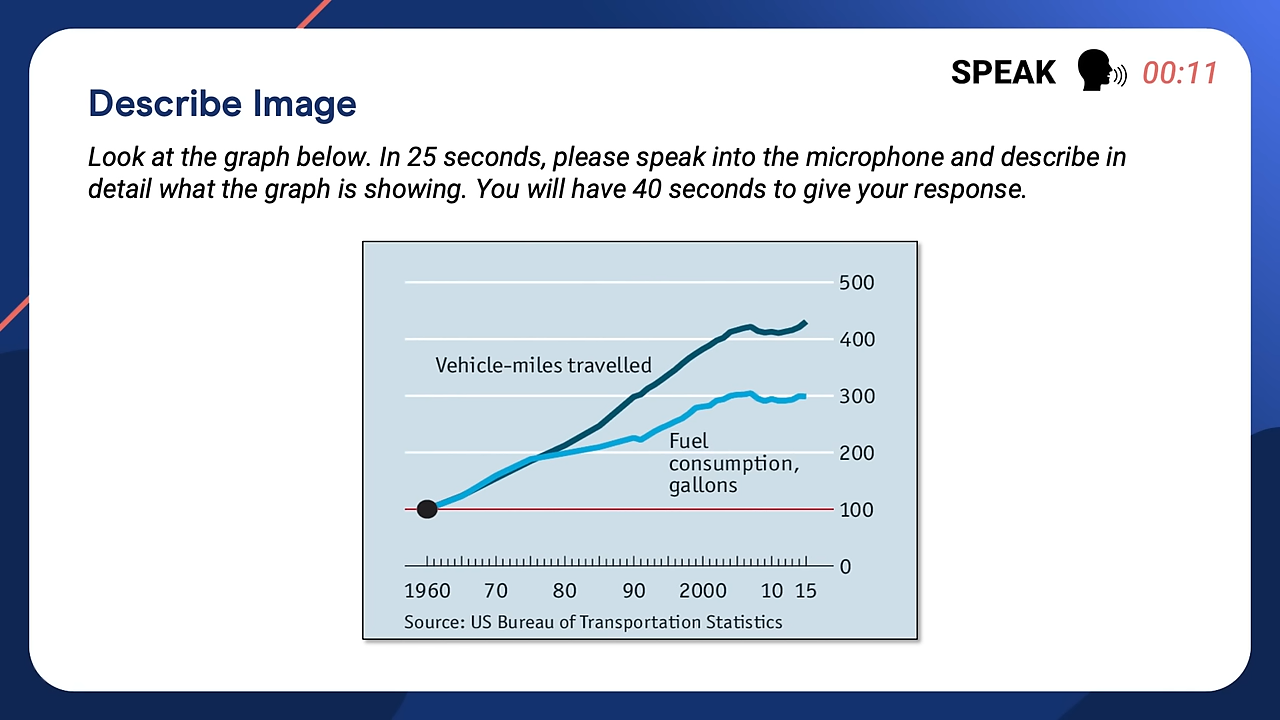 SPEAK 00:11
Describe Image
Look at the graph below. In 25 seconds, please speak into the microphone and describe in
detail what the graph is showing. You will have 40 seconds to give your response.
500
400
Vehicle-miles travelled
300
Fuel
consumption,
gallons
200
100
0
1960 70 80 90 2000 10 15
Source: US Bureau of Transportation Statistics